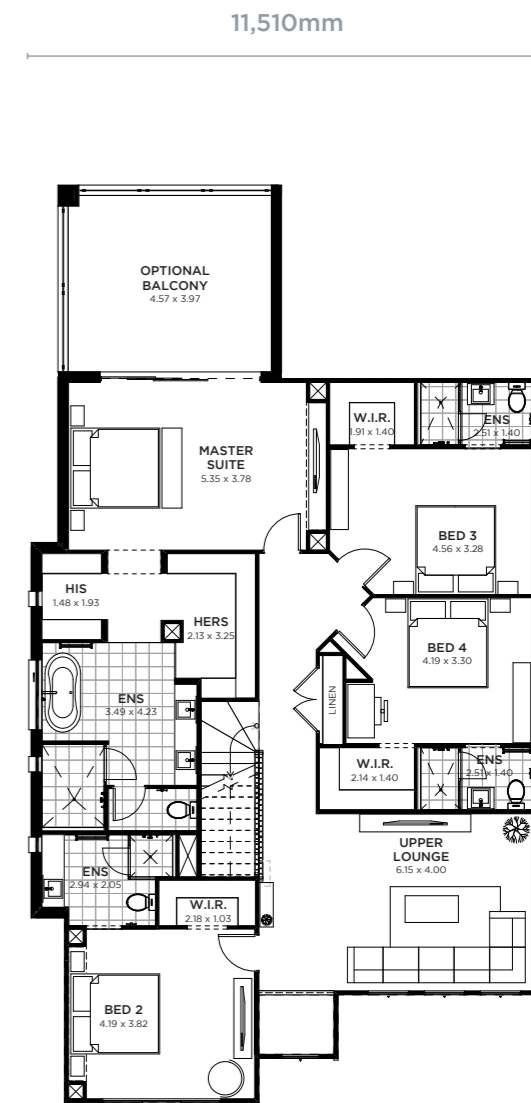 11,510mm
OPTIONAL
BALCONY
4.57 x 3.97
MASTER
SUITE
5.35 x 3.78
W.I.R.
1.91 x 1.40
ENS
2.51 x 1.40
BED 3
4.56 x 3.28
HIS
1.48 x 1.93
HERS
2.13 x 3.25
BED 4
4.19 x 3.30
ENS
3.49 x 4.23
LINEN
W.I.R.
2.14 x 1.40
ENS
2.51 x 1.40
UPPER
LOUNGE
6.15 x 4.00
ENS
2.94 x 2.05
W.I.R.
2.18 x 1.03
BED 2
4.19 x 3.82